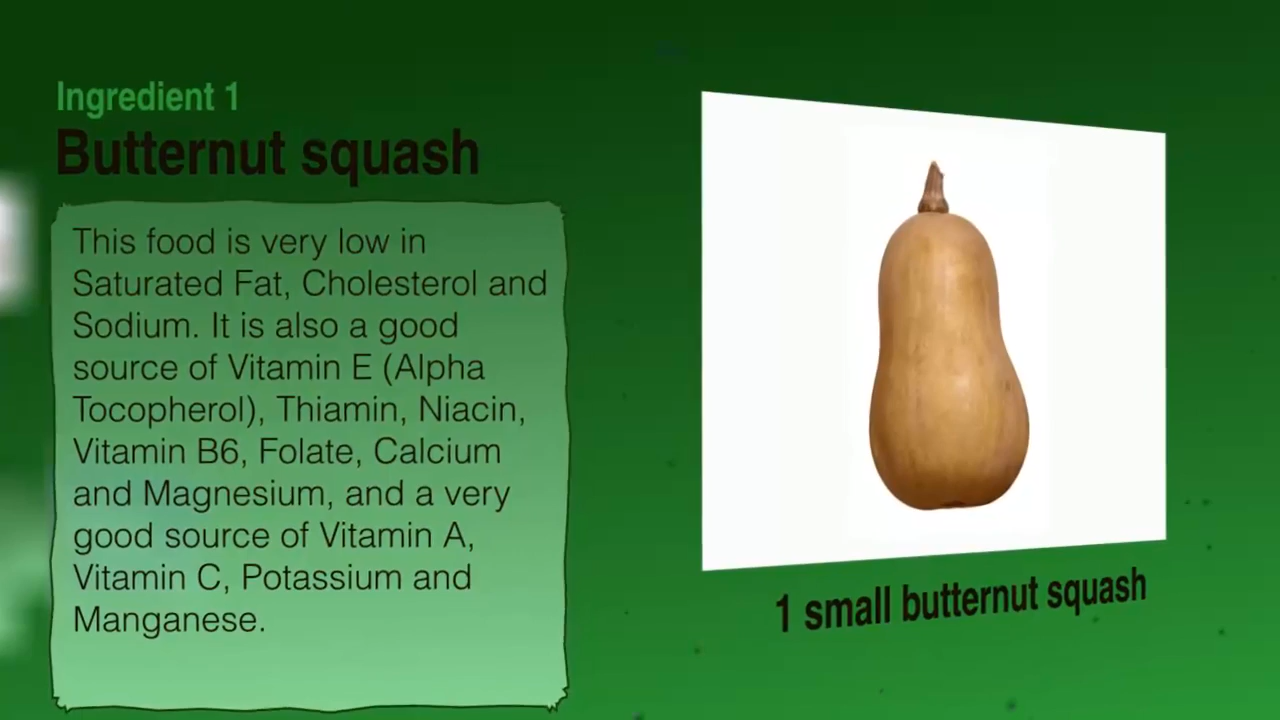 Ingredient 1
Butternut squash
This food is very low in
Saturated Fat, Cholesterol and
Sodium. It is also a good
source of Vitamin E (Alpha
Tocopherol), Thiamin, Niacin,
Vitamin B6, Folate, Calcium
and Magnesium, and a very
good source of Vitamin A,
Vitamin C, Potassium and
Manganese.
1 small butternut squash